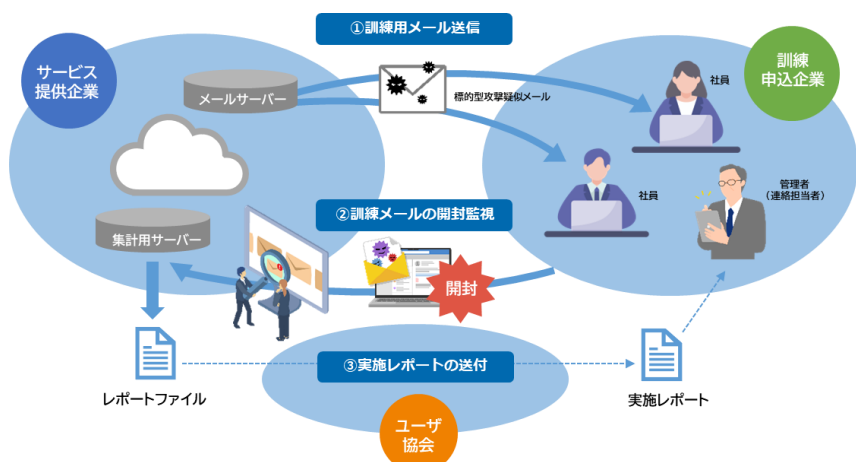 ①訓練用メール送信
サービス
提供企業
訓練
申込企業
メールサーバー
標的型攻撃疑似メール
社員
社員
管理者
（連絡担当者）
②訓練メールの開封監視
集計用サーバー
開封
③実施レポートの送付
レポートファイル
実施レポート
ユーザ
協会